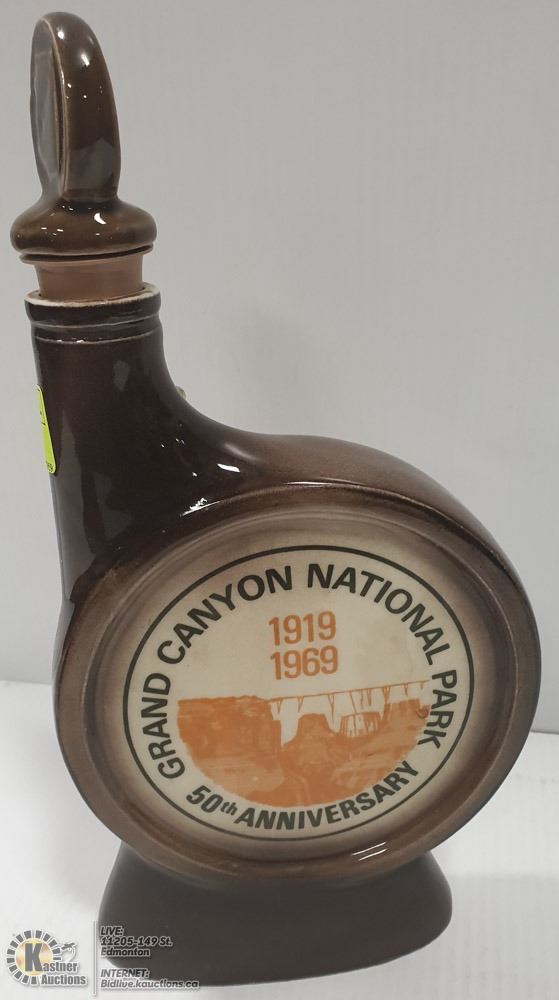 GRAND CANYON NATIONAL PARK
1919
1969
50th ANNIVERSARY
Kastner
Auctions
LIVE:
11205-149 St.
Edmonton
INTERNET:
Bidlive.kauctions.ca